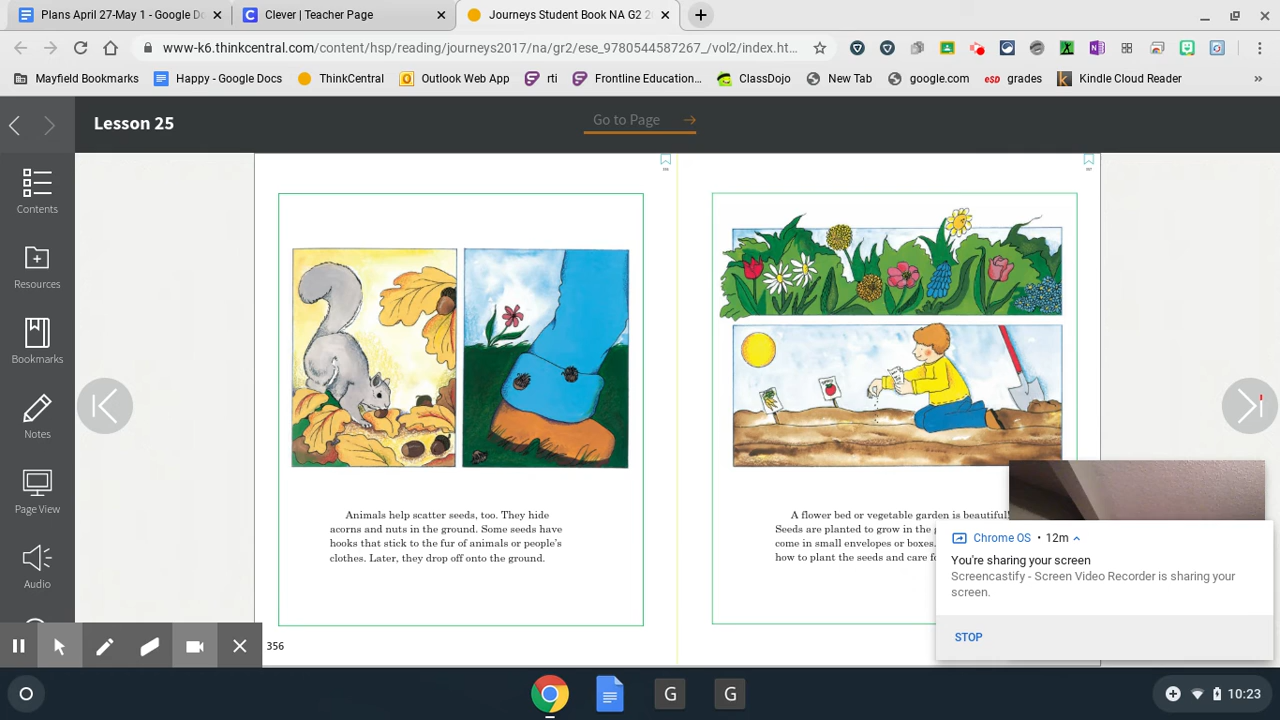 Plans April 27-May 1 - Google Do
Clever | Teacher Page
Journeys Student Book NA G2 2
www-k6.thinkcentral.com/content/hsp/reading/journeys2017/na/gr2/ese_9780544587267_/vol2/index.ht...
Mayfield Bookmarks
Happy - Google Docs
ThinkCentral
Outlook Web App
rti
Frontline Education...
ClassDojo
New Tab
google.com
esd grades
Kindle Cloud Reader
»
Lesson 25
Go to Page
Contents
Resources
Bookmarks
Notes
Page View
Audio
Animals help scatter seeds, too. They hide
acorns and nuts in the ground. Some seeds have
hooks that stick to the fur of animals or people's
clothes. Later, they drop off onto the ground.
356
A flower bed or vegetable garden is beautiful!
Seeds are planted to grow in the
come in small envelopes or boxes.
how to plant the seeds and care
Chrome OS • 12m
You're sharing your screen
Screencastify - Screen Video Recorder is sharing your
screen.
STOP
G
G
10:23